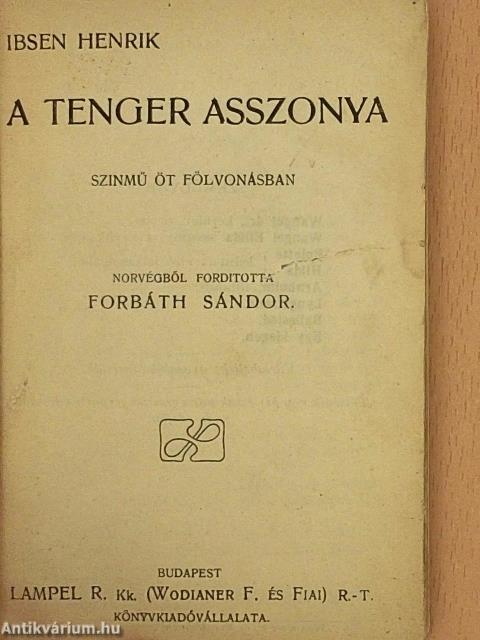 IBSEN HENRIK
A TENGER ASSZONYA
SZINMŰ ÖT FÖLVONÁSBAN
NORVÉGBŐL FORDITOTTA
FORBÁTH SÁNDOR.
BUDAPEST
LAMPEL R. KK. (WODIANER F. ÉS FIAI) R.-T.
KÖNYVKIADÓVÁLLALATA.
Antikvárium.hu